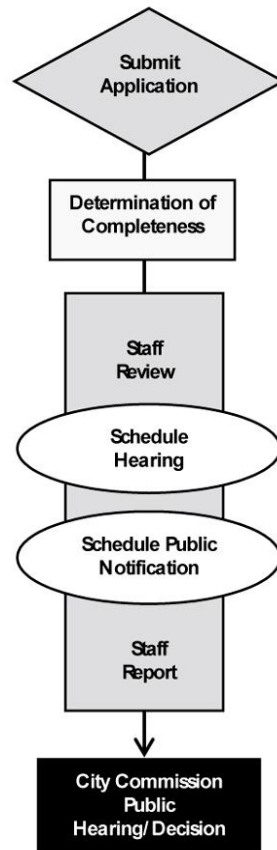 Submit
Application
Determination of
Completeness
Staff
Review
Schedule
Hearing
Schedule Public
Notification
Staff
Report
City Commission
Public
Hearing/ Decision